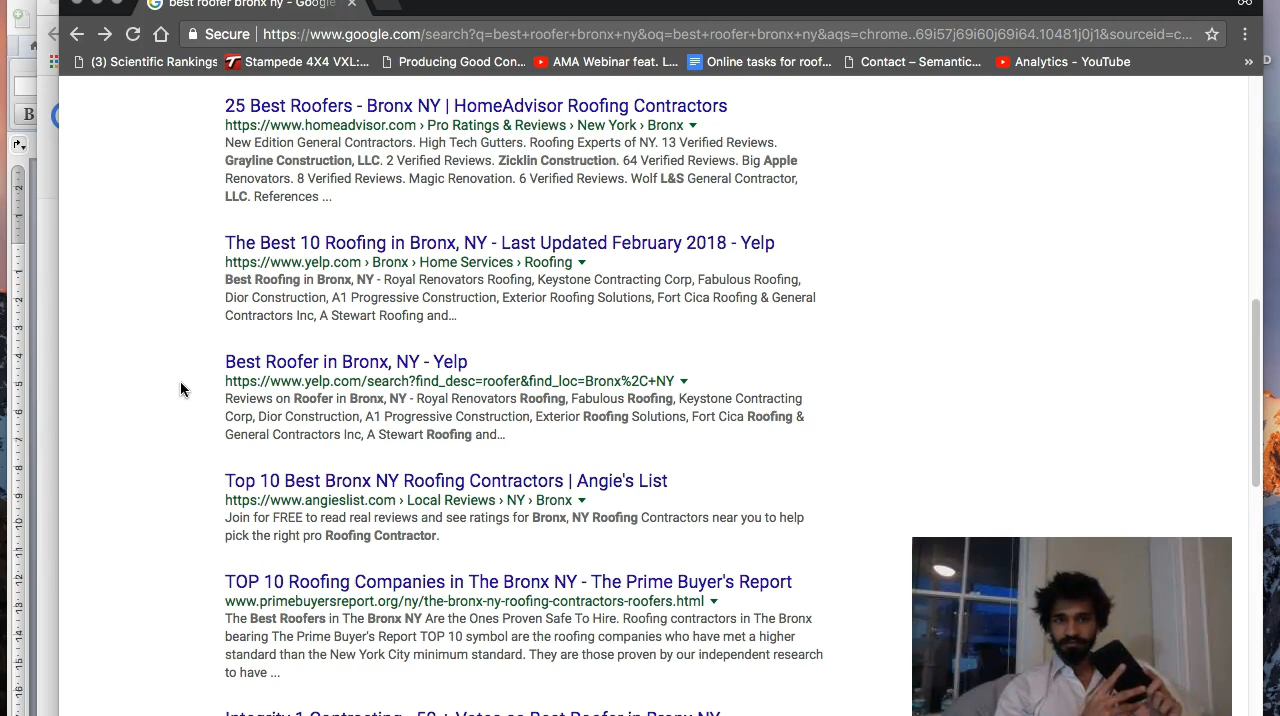 best roofer bronx ny - Google
Secure https://www.google.com/search?q=best+roofer+bronx+ny&oq=best+roofer+bronx+ny&aqs=chrome..69i57j69i60j69i64.10481j0j1&sourceid=c...
(3) Scientific Rankings Stampede 4X4 VXL:... Producing Good Con... AMA Webinar feat. L... Online tasks for roof... Contact – Semantic... Analytics - YouTube »
B
25 Best Roofers - Bronx NY | HomeAdvisor Roofing Contractors
https://www.homeadvisor.com › Pro Ratings & Reviews › New York › Bronx
New Edition General Contractors. High Tech Gutters. Roofing Experts of NY. 13 Verified Reviews.
Grayline Construction, LLC. 2 Verified Reviews. Zicklin Construction. 64 Verified Reviews. Big Apple
Renovators. 8 Verified Reviews. Magic Renovation. 6 Verified Reviews. Wolf L&S General Contractor,
LLC. References ...
The Best 10 Roofing in Bronx, NY - Last Updated February 2018 - Yelp
https://www.yelp.com › Bronx › Home Services › Roofing
Best Roofing in Bronx, NY - Royal Renovators Roofing, Keystone Contracting Corp, Fabulous Roofing,
Dior Construction, A1 Progressive Construction, Exterior Roofing Solutions, Fort Cica Roofing & General
Contractors Inc, A Stewart Roofing and...
Best Roofer in Bronx, NY - Yelp
https://www.yelp.com/search?find_desc=roofer&find_loc=Bronx%2C+NY
Reviews on Roofer in Bronx, NY - Royal Renovators Roofing, Fabulous Roofing, Keystone Contracting
Corp, Dior Construction, A1 Progressive Construction, Exterior Roofing Solutions, Fort Cica Roofing &
General Contractors Inc, A Stewart Roofing and...
Top 10 Best Bronx NY Roofing Contractors | Angie's List
https://www.angieslist.com › Local Reviews › NY › Bronx
Join for FREE to read real reviews and see ratings for Bronx, NY Roofing Contractors near you to help
pick the right pro Roofing Contractor.
TOP 10 Roofing Companies in The Bronx NY - The Prime Buyer's Report
www.primebuyersreport.org/ny/the-bronx-ny-roofing-contractors-roofers.html
The Best Roofers in The Bronx NY Are the Ones Proven Safe To Hire. Roofing contractors in The Bronx
bearing The Prime Buyer's Report TOP 10 symbol are the roofing companies who have met a higher
standard than the New York City minimum standard. They are those proven by our independent research
to have ...
Integrity 1 Contracting - 50 + Votes as Best Roofer in Bronx NY